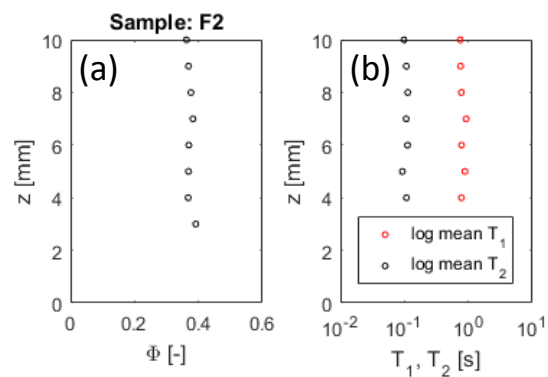 Sample: F2
(a)
10
8
6
4
2
0
z [mm]
0
0.2
0.4
0.6
Φ [-]
(b)
10
8
6
4
2
0
z [mm]
log mean T₁
log mean T₂
10⁻²
10⁻¹
10⁰
10¹
T₁, T₂ [s]